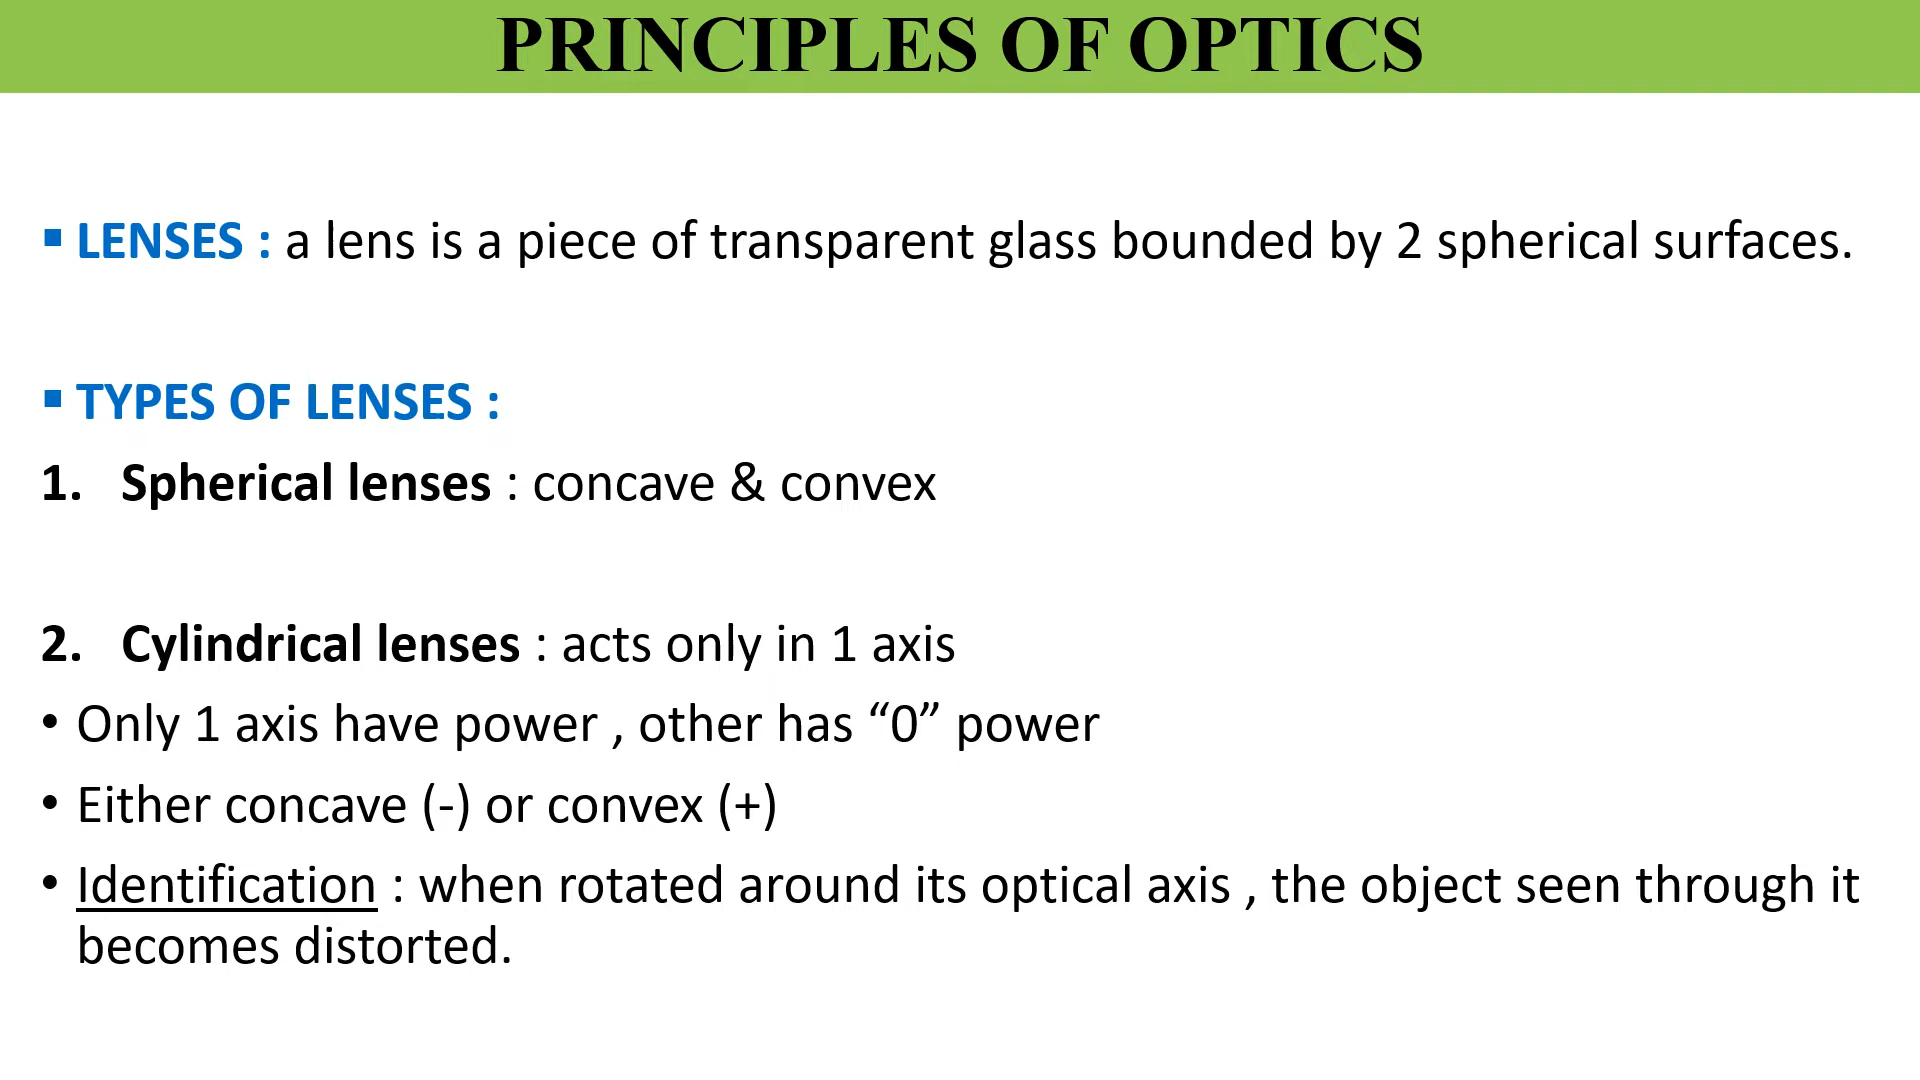 PRINCIPLES OF OPTICS
▪ LENSES : a lens is a piece of transparent glass bounded by 2 spherical surfaces.
▪ TYPES OF LENSES :
1. Spherical lenses : concave & convex
2. Cylindrical lenses : acts only in 1 axis
• Only 1 axis have power , other has “0” power
• Either concave (-) or convex (+)
• Identification : when rotated around its optical axis , the object seen through it
becomes distorted.